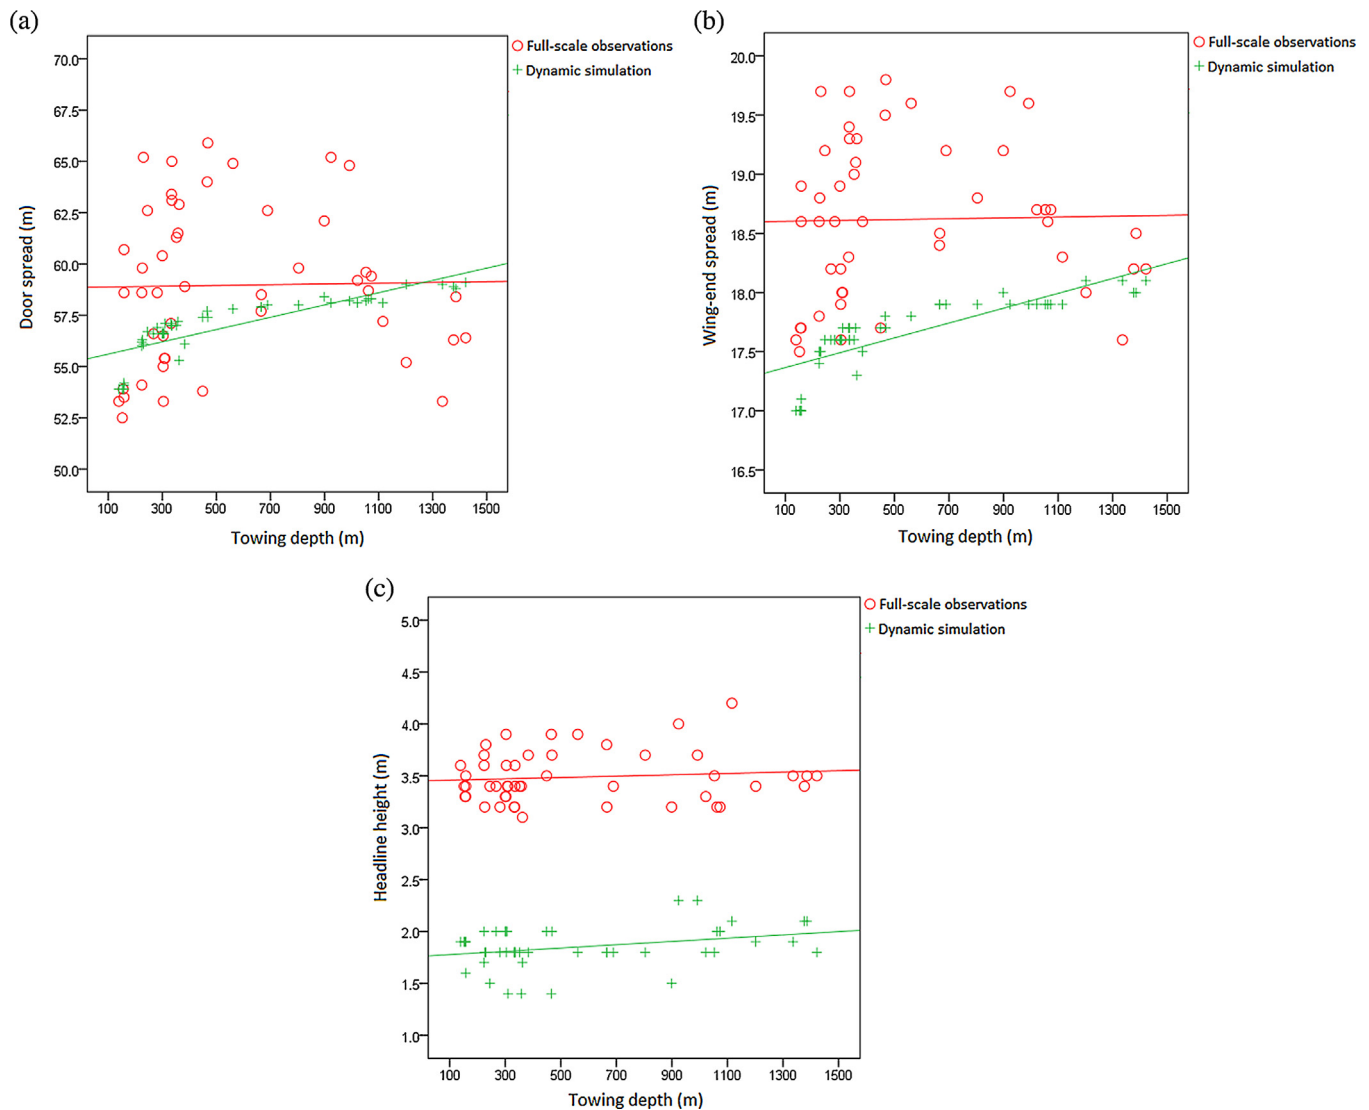 (a)
Full-scale observations
Dynamic simulation
70.0
67.5
65.0
62.5
60.0
57.5
55.0
52.5
50.0
Door spread (m)
100 300 500 700 900 1100 1300 1500
Towing depth (m)
(b)
Full-scale observations
Dynamic simulation
20.0
19.5
19.0
18.5
18.0
17.5
17.0
16.5
Wing-end spread (m)
100 300 500 700 900 1100 1300 1500
Towing depth (m)
(c)
Full-scale observations
Dynamic simulation
5.0
4.5
4.0
3.5
3.0
2.5
2.0
1.5
1.0
Headline height (m)
100 300 500 700 900 1100 1300 1500
Towing depth (m)